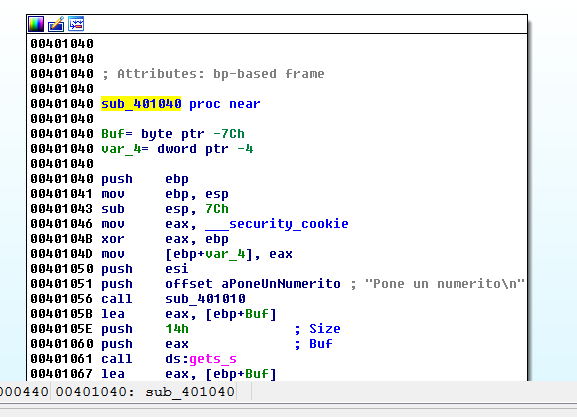 00401040
00401040
00401040 ; Attributes: bp-based frame
00401040
00401040 sub_401040 proc near
00401040
00401040 Buf= byte ptr -7Ch
00401040 var_4= dword ptr -4
00401040
00401040 push    ebp
00401041 mov     ebp, esp
00401043 sub     esp, 7Ch
00401046 mov     eax, ___security_cookie
0040104B xor     eax, ebp
0040104D mov     [ebp+var_4], eax
00401050 push    esi
00401051 push    offset aPoneUnNumerito ; "Pone un numerito\n"
00401056 call    sub_401010
0040105B lea     eax, [ebp+Buf]
0040105E push    14h             ; Size
00401060 push    eax             ; Buf
00401061 call    ds:gets_s
00401067 lea     eax, [ebp+Buf]
000440 00401040: sub_401040